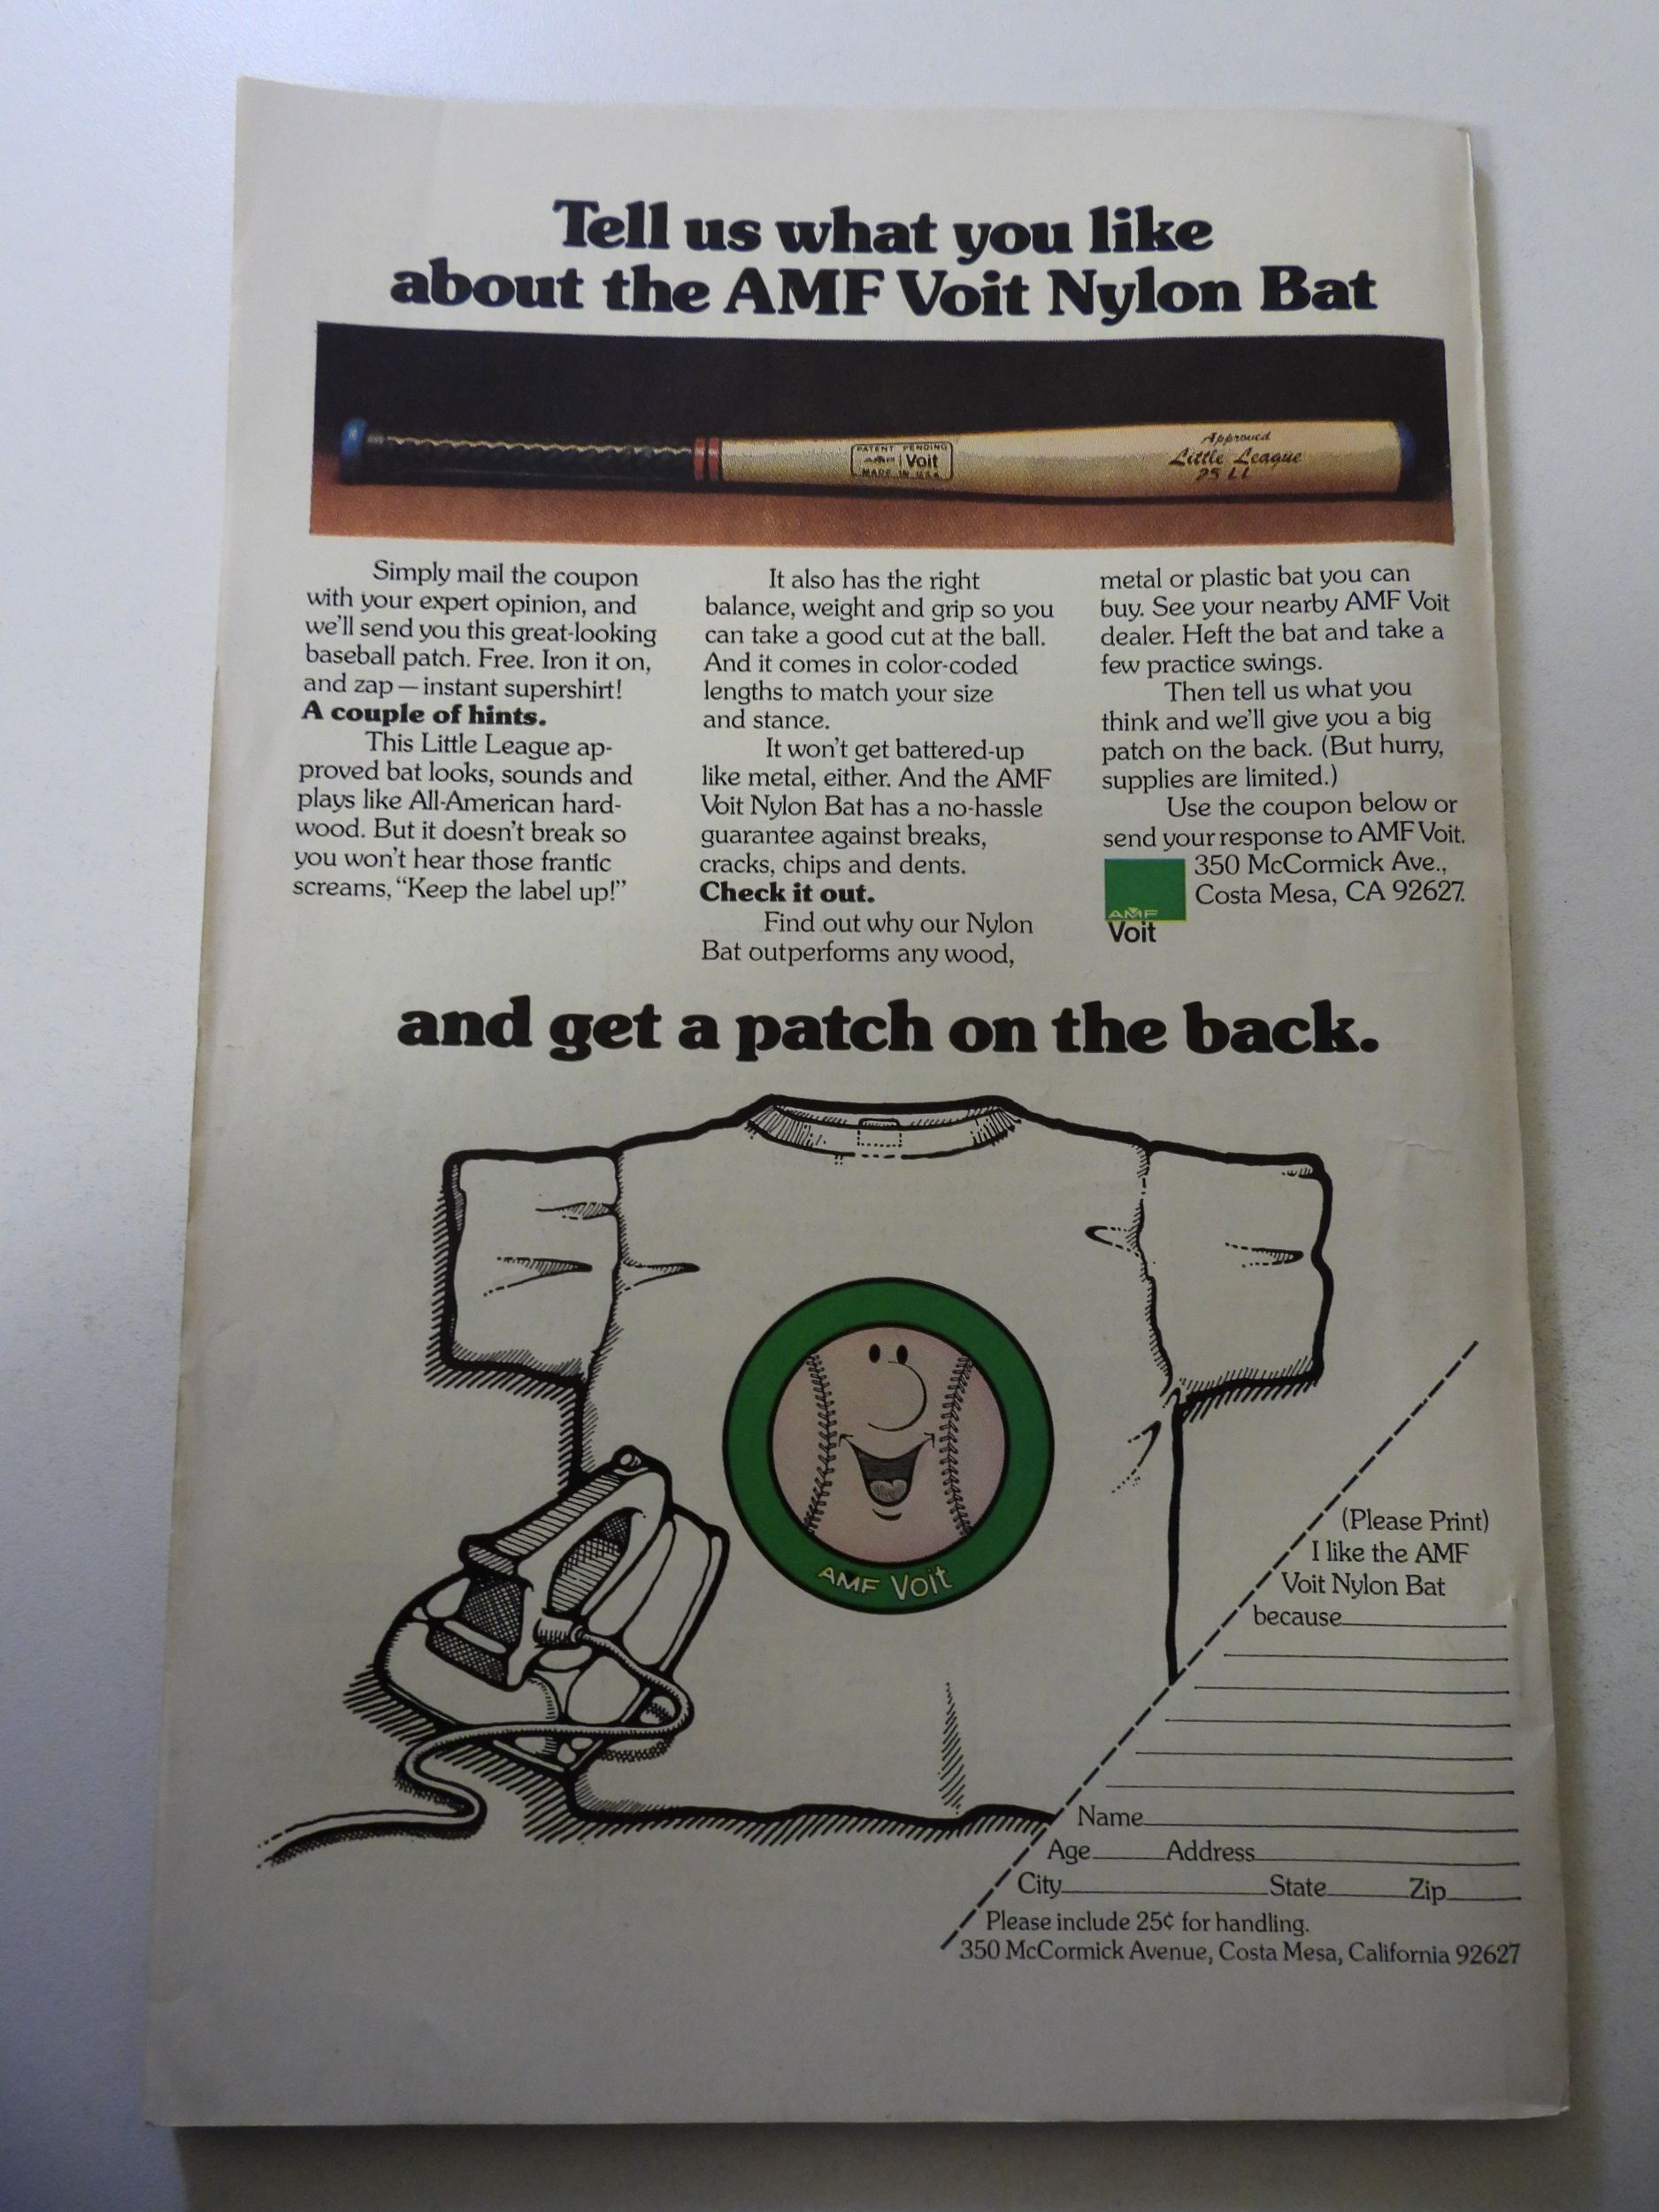 Tell us what you like
about the AMF Voit Nylon Bat
PATENT PENDING
AMF Voit
MADE IN U.S.A.
Approved
Little League
25 LL
Simply mail the coupon
with your expert opinion, and
we'll send you this great-looking
baseball patch. Free. Iron it on,
and zap — instant supershirt!
A couple of hints.
This Little League ap-
proved bat looks, sounds and
plays like All-American hard-
wood. But it doesn't break so
you won't hear those frantic
screams, “Keep the label up!”
It also has the right
balance, weight and grip so you
can take a good cut at the ball.
And it comes in color-coded
lengths to match your size
and stance.
It won't get battered-up
like metal, either. And the AMF
Voit Nylon Bat has a no-hassle
guarantee against breaks,
cracks, chips and dents.
Check it out.
Find out why our Nylon
Bat outperforms any wood,
metal or plastic bat you can
buy. See your nearby AMF Voit
dealer. Heft the bat and take a
few practice swings.
Then tell us what you
think and we'll give you a big
patch on the back. (But hurry,
supplies are limited.)
Use the coupon below or
send your response to AMF Voit.
350 McCormick Ave.,
Costa Mesa, CA 92627.
AMF
Voit
and get a patch on the back.
AMF Voit
(Please Print)
I like the AMF
Voit Nylon Bat
because
Name
Age Address
City State Zip
Please include 25¢ for handling.
350 McCormick Avenue, Costa Mesa, California 92627